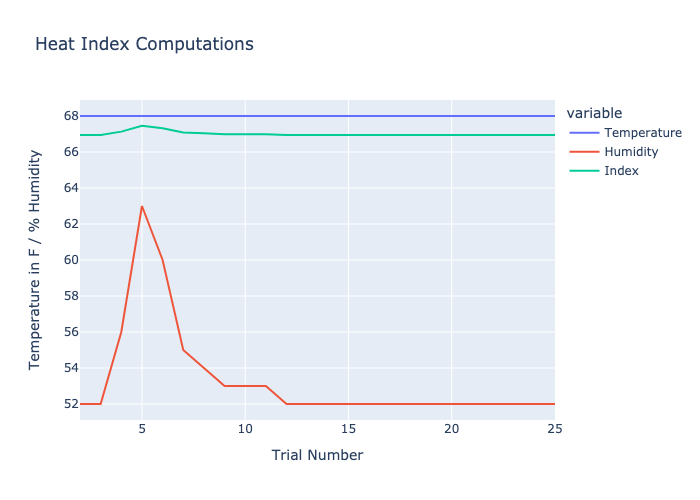 Heat Index Computations
variable
Temperature
Humidity
Index
Temperature in F / % Humidity
68
66
64
62
60
58
56
54
52
5
10
15
20
25
Trial Number